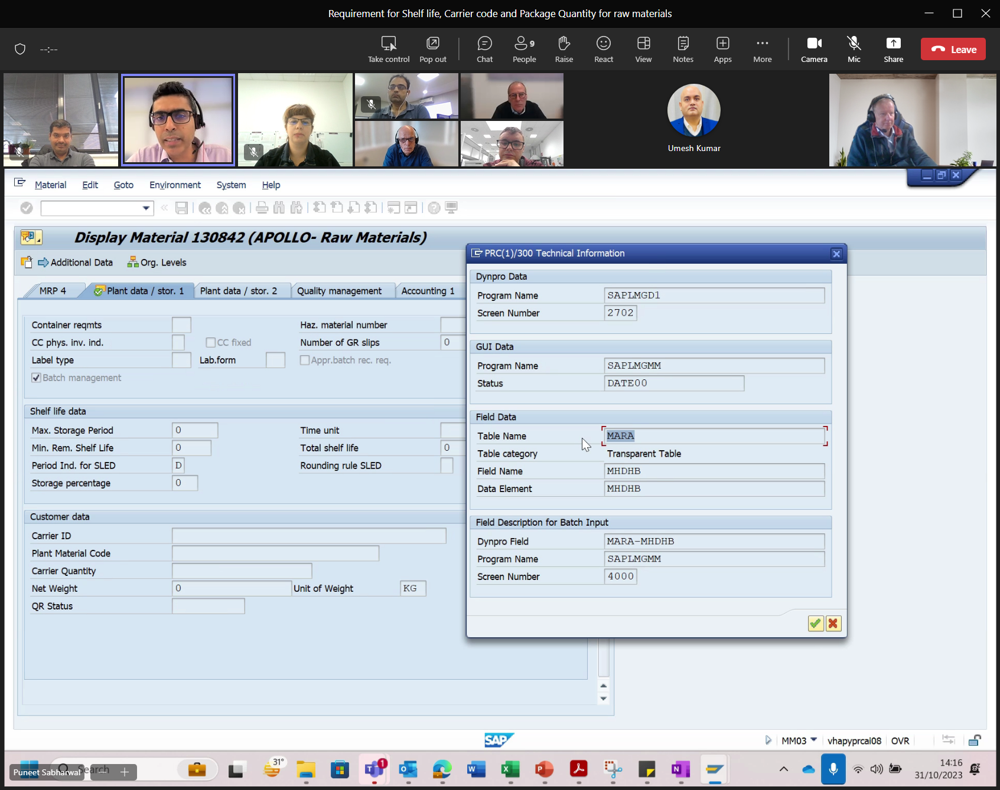 Requirement for Shelf life, Carrier code and Package Quantity for raw materials
--:--
Take control
Pop out
Chat
9
People
Raise
React
View
Notes
Apps
More
Camera
Mic
Share
Leave
Umesh Kumar
Material Edit Goto Environment System Help
Display Material 130842 (APOLLO- Raw Materials)
Additional Data Org. Levels
MRP 4 Plant data / stor. 1 Plant data / stor. 2 Quality management Accounting 1
Container reqmts Haz. material number
CC phys. inv. ind. CC fixed Number of GR slips 0
Label type Lab.form Appr.batch rec. req.
Batch management
Shelf life data
Max. Storage Period 0 Time unit
Min. Rem. Shelf Life 0 Total shelf life 0
Period Ind. for SLED D Rounding rule SLED
Storage percentage 0
Customer data
Carrier ID
Plant Material Code
Carrier Quantity
Net Weight 0 Unit of Weight KG
QR Status
PRC(1)/300 Technical Information
Dynpro Data
Program Name SAPLMGD1
Screen Number 2702
GUI Data
Program Name SAPLMGMM
Status DATE00
Field Data
Table Name MARA
Table category Transparent Table
Field Name MHDHB
Data Element MHDHB
Field Description for Batch Input
Dynpro Field MARA-MHDHB
Program Name SAPLMGMM
Screen Number 4000
SAP
MM03 vhapyprcai08 OVR
Puneet Sabharwal
Search
31°
1
14:16
31/10/2023